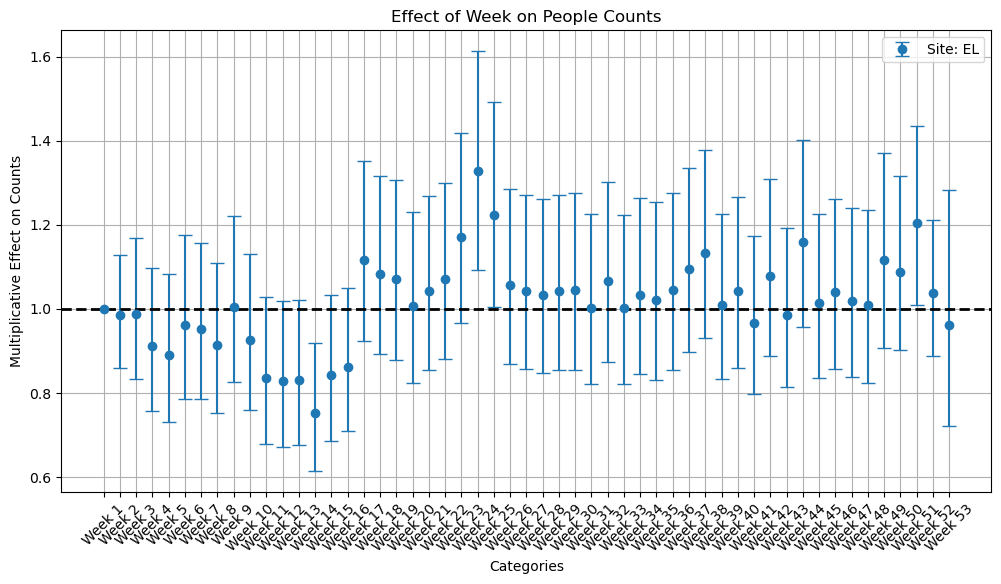 Effect of Week on People Counts
Site: EL
Multiplicative Effect on Counts
1.6
1.4
1.2
1.0
0.8
0.6
Week 1
Week 2
Week 3
Week 4
Week 5
Week 6
Week 7
Week 8
Week 9
Week 10
Week 11
Week 12
Week 13
Week 14
Week 15
Week 16
Week 17
Week 18
Week 19
Week 20
Week 21
Week 22
Week 23
Week 24
Week 25
Week 26
Week 27
Week 28
Week 29
Week 30
Week 31
Week 32
Week 33
Week 34
Week 35
Week 36
Week 37
Week 38
Week 39
Week 40
Week 41
Week 42
Week 43
Week 44
Week 45
Week 46
Week 47
Week 48
Week 49
Week 50
Week 51
Week 52
Week 53
Categories